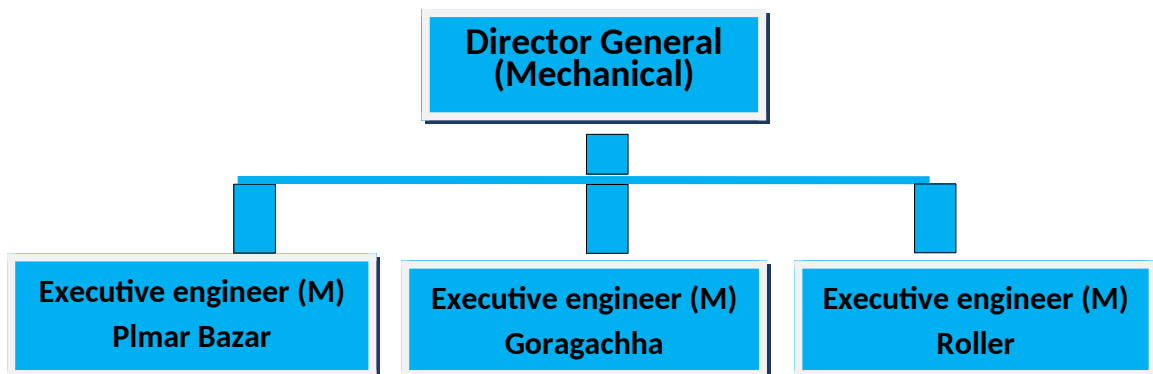 Director General
(Mechanical)
Executive engineer (M)
Plmar Bazar
Executive engineer (M)
Goragachha
Executive engineer (M)
Roller